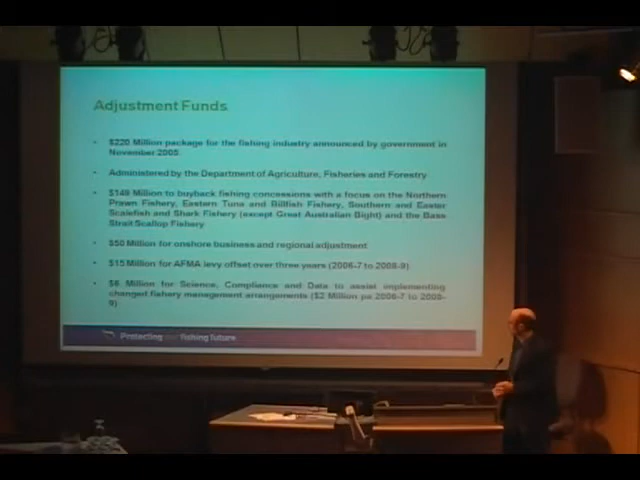 Adjustment Funds
• $220 Million package for the fishing industry announced by government in
November 2005
• Administered by the Department of Agriculture, Fisheries and Forestry
• $149 Million to buyback fishing concessions with a focus on the Northern
Prawn Fishery, Eastern Tuna and Billfish Fishery, Southern and Easter
Scalefish and Shark Fishery (except Great Australian Bight) and the Bass
Strait Scallop Fishery
• $50 Million for onshore business and regional adjustment
• $15 Million for AFMA levy offset over three years (2006-7 to 2008-9)
• $6 Million for Science, Compliance and Data to assist implementing
changed fishery management arrangements ($2 Million pa 2006-7 to 2008-
9)
Protecting our fishing future